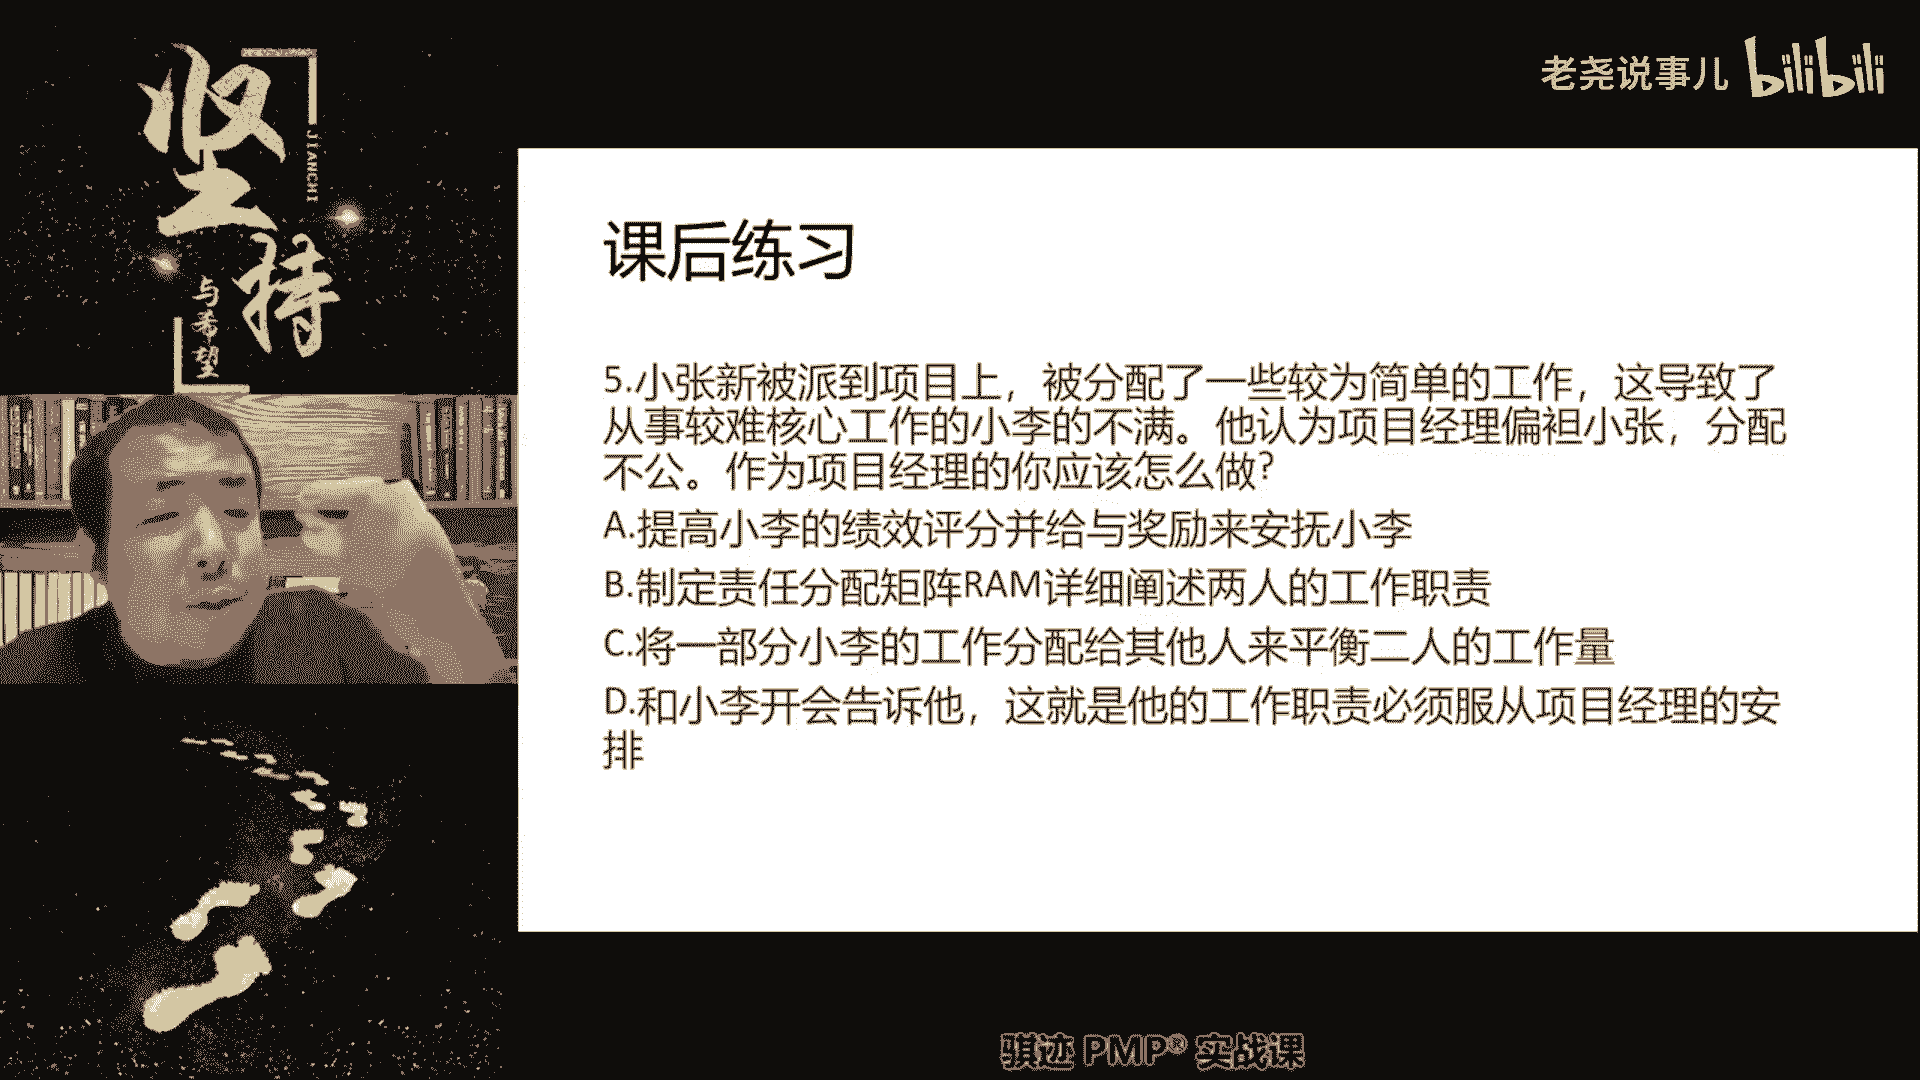 坚持
JIANCHI
与希望
老尧说事儿 bilibili
课后练习
5.小张新被派到项目上，被分配了一些较为简单的工作，这导致了
从事较难核心工作的小李的不满。他认为项目经理偏袒小张，分配
不公。作为项目经理的你应该怎么做?
A.提高小李的绩效评分并给与奖励来安抚小李
B.制定责任分配矩阵RAM详细阐述两人的工作职责
C.将一部分小李的工作分配给其他人来平衡二人的工作量
D.和小李开会告诉他，这就是他的工作职责必须服从项目经理的安
排
骐迹 PMP® 实战课